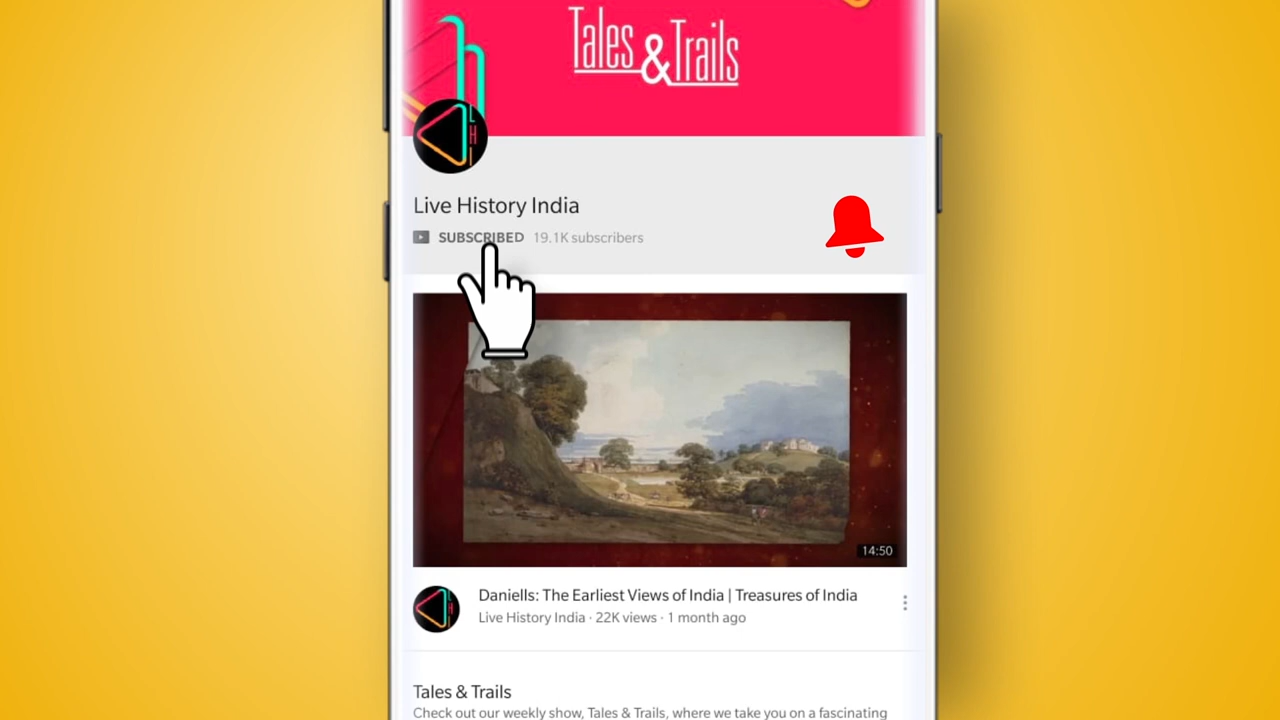 Tales & Trails
Live History India
SUBSCRIBED 19.1K subscribers
14:50
Daniells: The Earliest Views of India | Treasures of India
Live History India · 22K views · 1 month ago
Tales & Trails
Check out our weekly show, Tales & Trails, where we take you on a fascinating